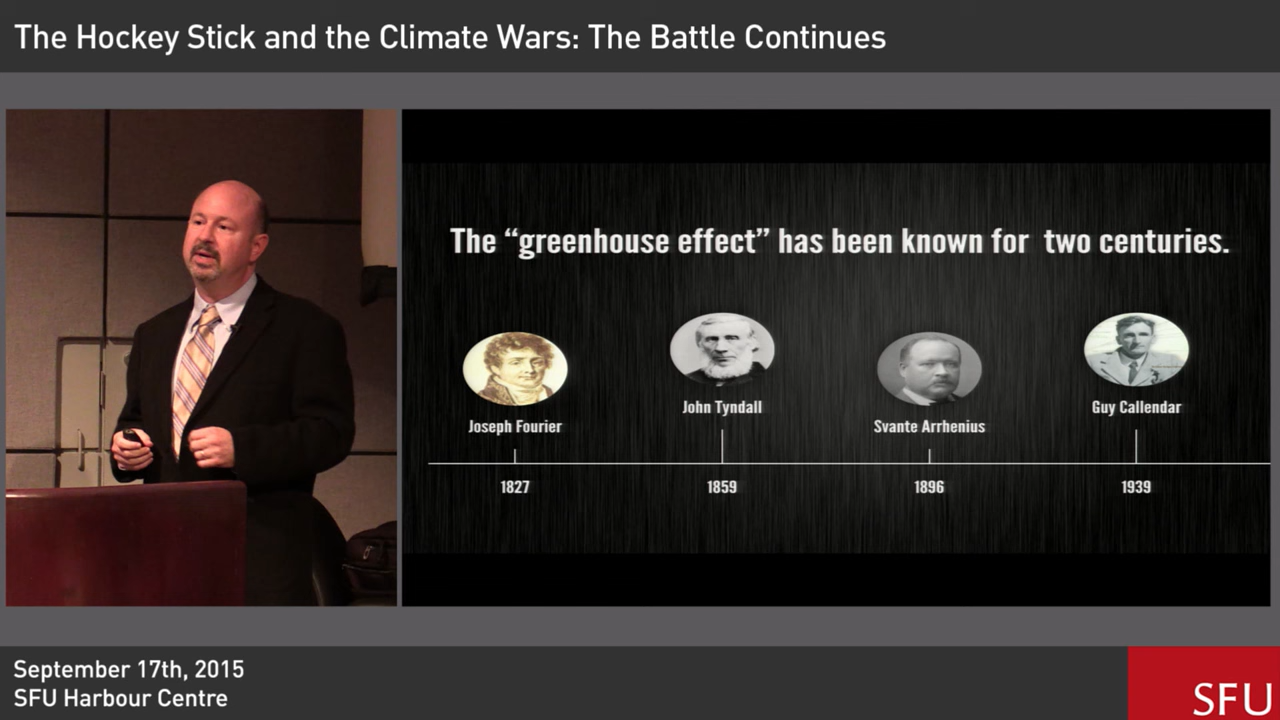 The Hockey Stick and the Climate Wars: The Battle Continues
The “greenhouse effect” has been known for two centuries.
Joseph Fourier
John Tyndall
Svante Arrhenius
Guy Callendar
1827
1859
1896
1939
September 17th, 2015
SFU Harbour Centre
SFU